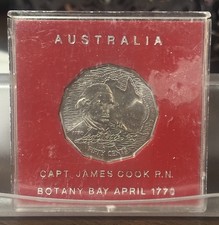 AUSTRALIA
CAPT. JAMES COOK R.N.
BOTANY BAY APRIL 1770